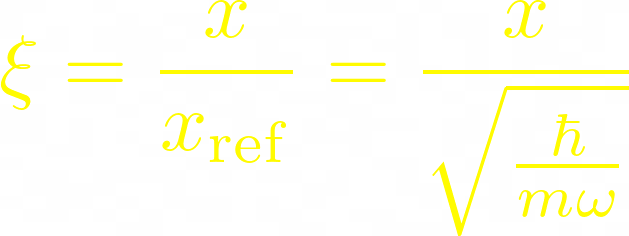 ξ = x / x_ref = x / √(ħ / mω)